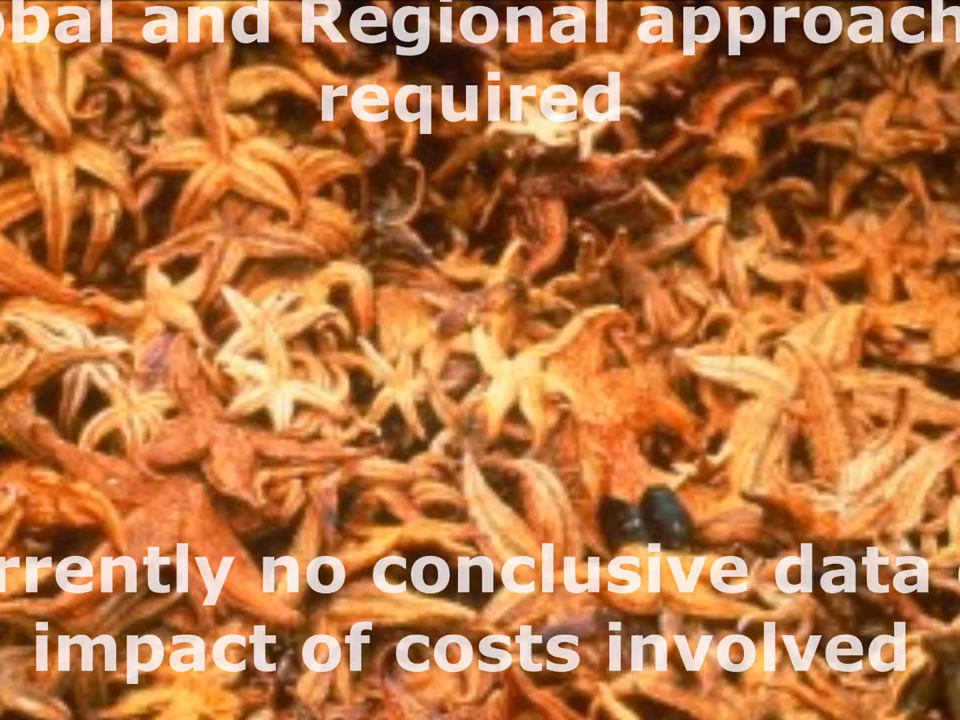 obal and Regional approach
required
rrently no conclusive data
impact of costs involved